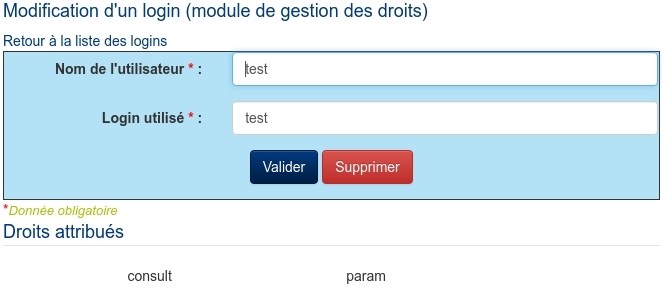 Modification d'un login (module de gestion des droits)
Retour à la liste des logins
Nom de l'utilisateur * : test
Login utilisé * : test
Valider Supprimer
*Donnée obligatoire
Droits attribués
consult param